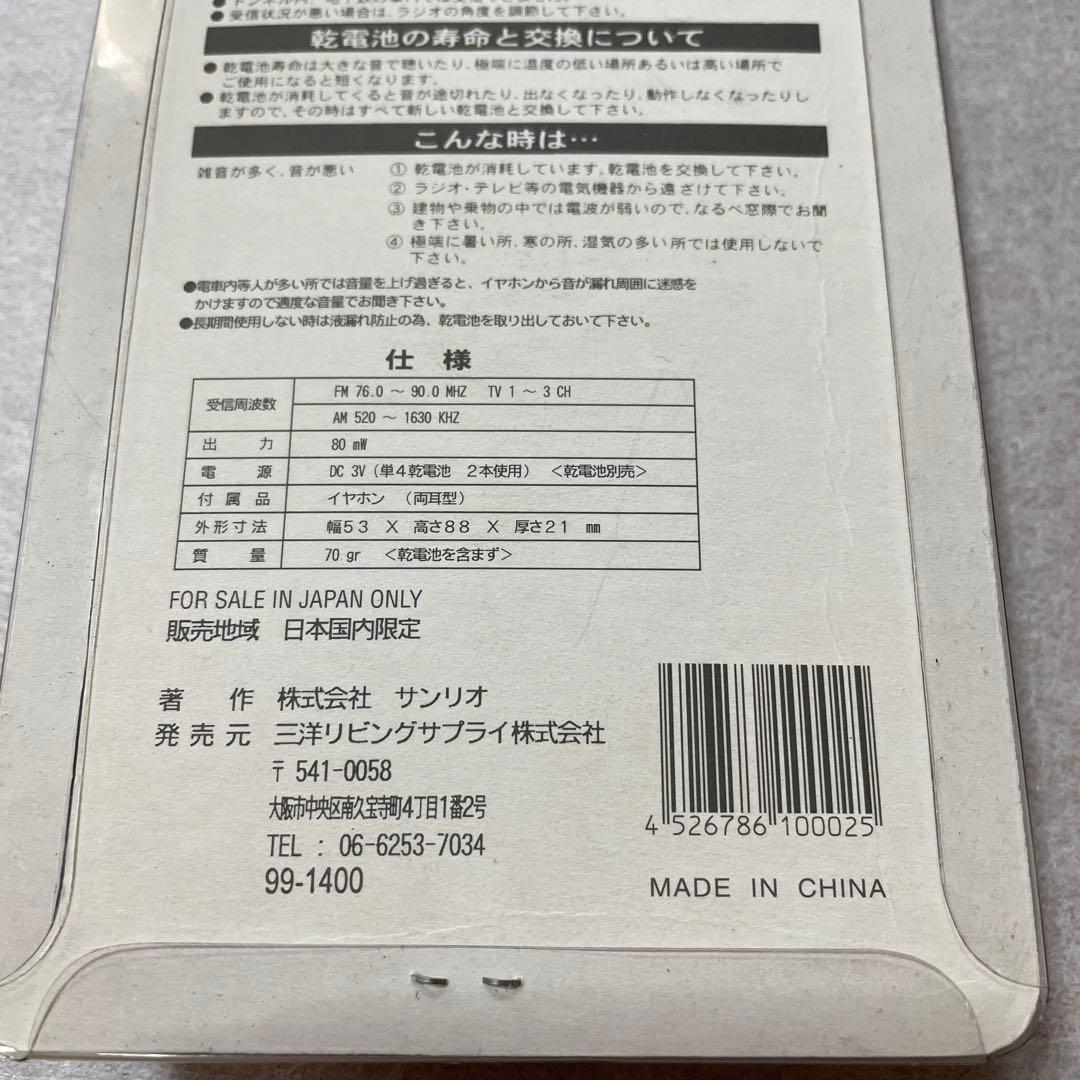 ● 受信状況が悪い場合は、ラジオの角度を調節して下さい。
乾電池の寿命と交換について
● 乾電池寿命は大きな音で聴いたり、極端に温度の低い場所あるいは高い場所で
ご使用になると短くなります。
● 乾電池が消耗してくると音が途切れたり、出なくなったり、動作しなくなったりし
ますので、その時はすべて新しい乾電池と交換して下さい。
こんな時は…
雑音が多く、音が悪い ① 乾電池が消耗しています。乾電池を交換して下さい。
② ラジオ・テレビ等の電気機器から遠ざけて下さい。
③ 建物や乗物の中では電波が弱いので、なるべ窓際でお聞
き下さい。
④ 極端に暑い所、寒の所、湿気の多い所では使用しないで
下さい。
●電車内等人が多い所では音量を上げ過ぎると、イヤホンから音が漏れ周囲に迷惑を
かけますので適度な音量でお聞き下さい。
●長期間使用しない時は液漏れ防止の為、乾電池を取り出しておいて下さい。
仕 様
受信周波数 FM 76.0 ～ 90.0 MHZ TV 1 ～ 3 CH
AM 520 ～ 1630 KHZ
出 力 80 mW
電 源 DC 3V（単4乾電池 2本使用） ＜乾電池別売＞
付 属 品 イヤホン （両耳型）
外形寸法 幅53 X 高さ88 X 厚さ21 mm
質 量 70 gr ＜乾電池を含まず＞
FOR SALE IN JAPAN ONLY
販売地域 日本国内限定
著 作 株式会社 サンリオ
発 売 元 三洋リビングサプライ株式会社
〒 541-0058
大阪市中央区南久宝寺町4丁目1番2号
TEL : 06-6253-7034
99-1400
4 526786 100025
MADE IN CHINA